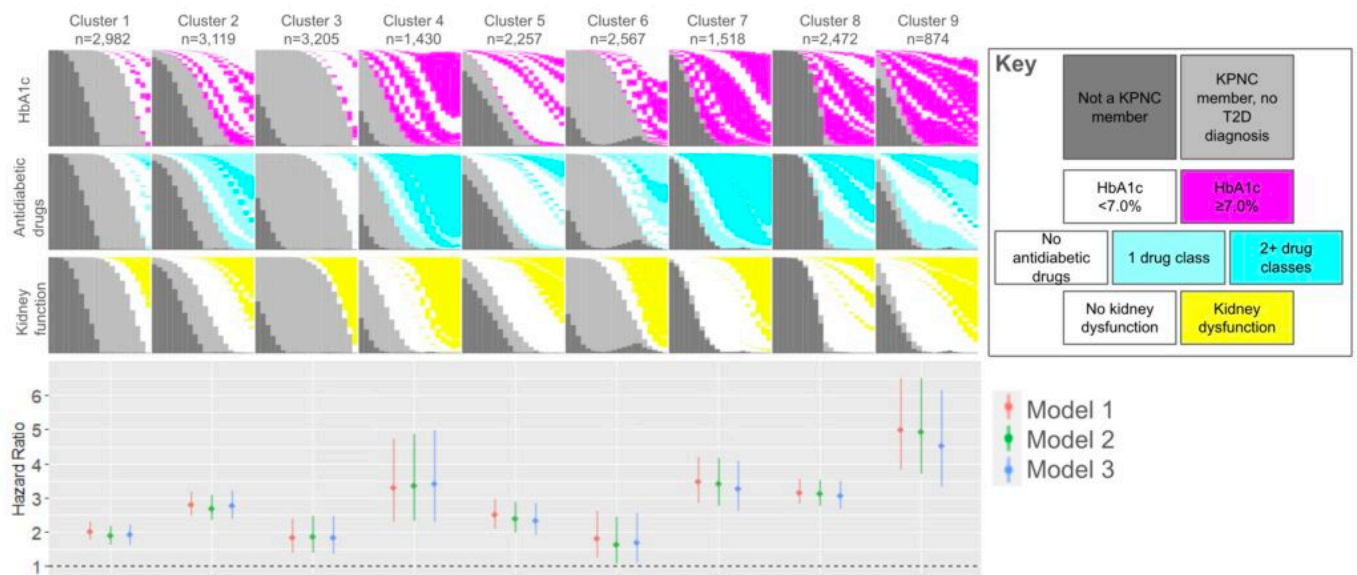 Cluster 1 Cluster 2 Cluster 3 Cluster 4 Cluster 5 Cluster 6 Cluster 7 Cluster 8 Cluster 9
n=2,982 n=3,119 n=3,205 n=1,430 n=2,257 n=2,567 n=1,518 n=2,472 n=874
HbA1c
Antidiabetic
drugs
Kidney
function
Key
Not a KPNC
member
KPNC
member, no
T2D
diagnosis
HbA1c
<7.0%
HbA1c
≥7.0%
No
antidiabetic
drugs
1 drug class
2+ drug
classes
No kidney
dysfunction
Kidney
dysfunction
Hazard Ratio
6
5
4
3
2
1
Model 1
Model 2
Model 3